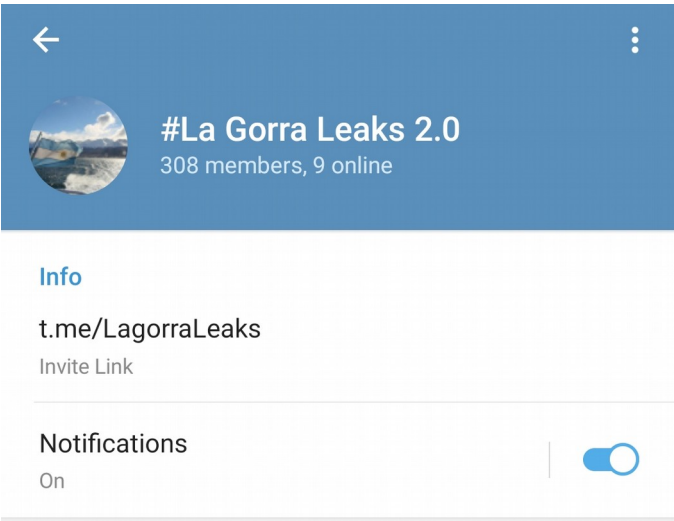 #La Gorra Leaks 2.0
308 members, 9 online
Info
t.me/LagorraLeaks
Invite Link
Notifications
On